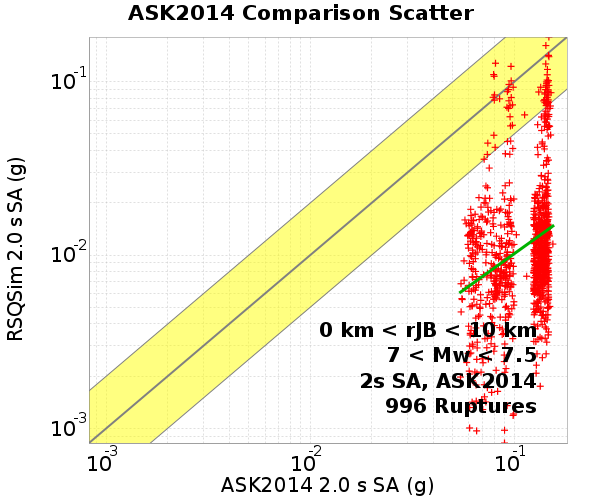 ASK2014 Comparison Scatter
RSQSim 2.0 s SA (g)
10-1
10-2
10-3
0 km < rJB < 10 km
7 < Mw < 7.5
2s SA, ASK2014
996 Ruptures
10-3 10-2 10-1
ASK2014 2.0 s SA (g)